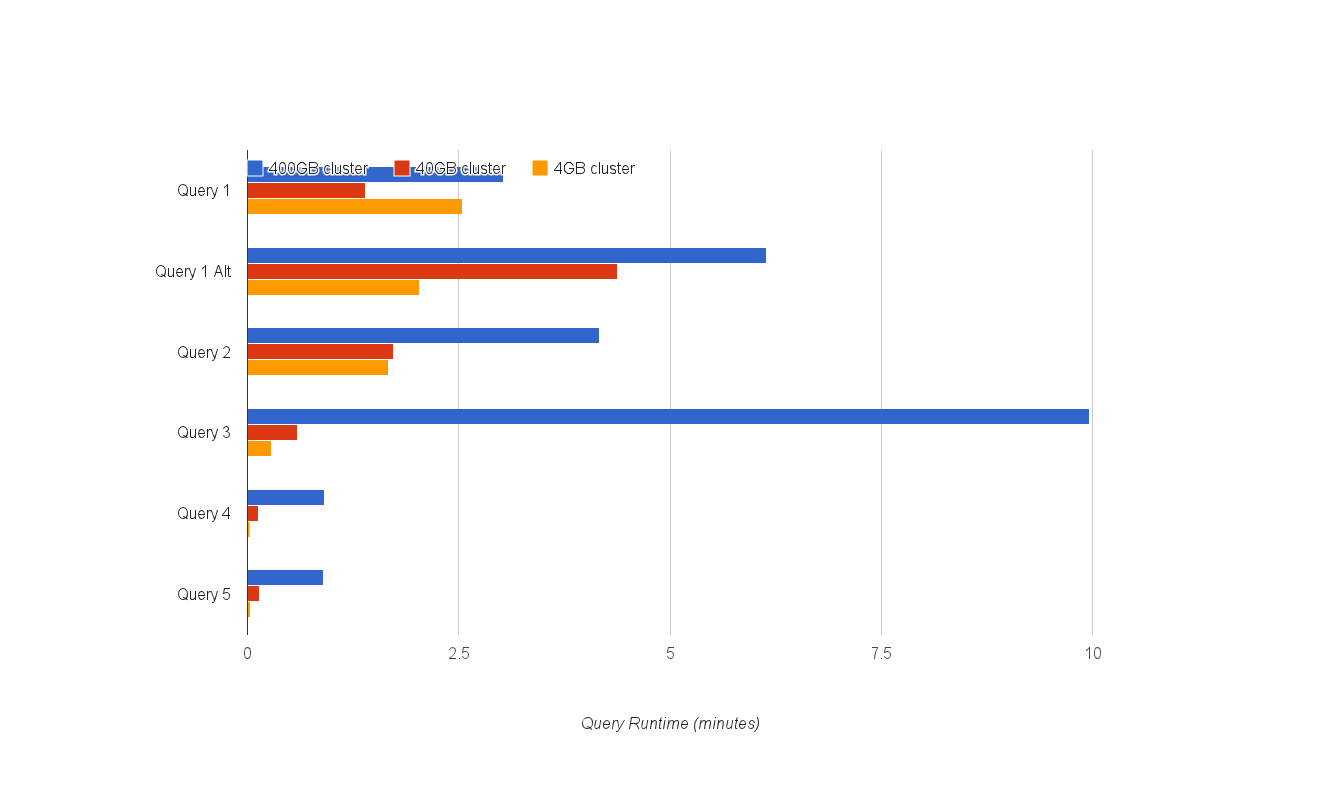 400GB cluster 40GB cluster 4GB cluster
Query 1
Query 1 Alt
Query 2
Query 3
Query 4
Query 5
0 2.5 5 7.5 10
Query Runtime (minutes)